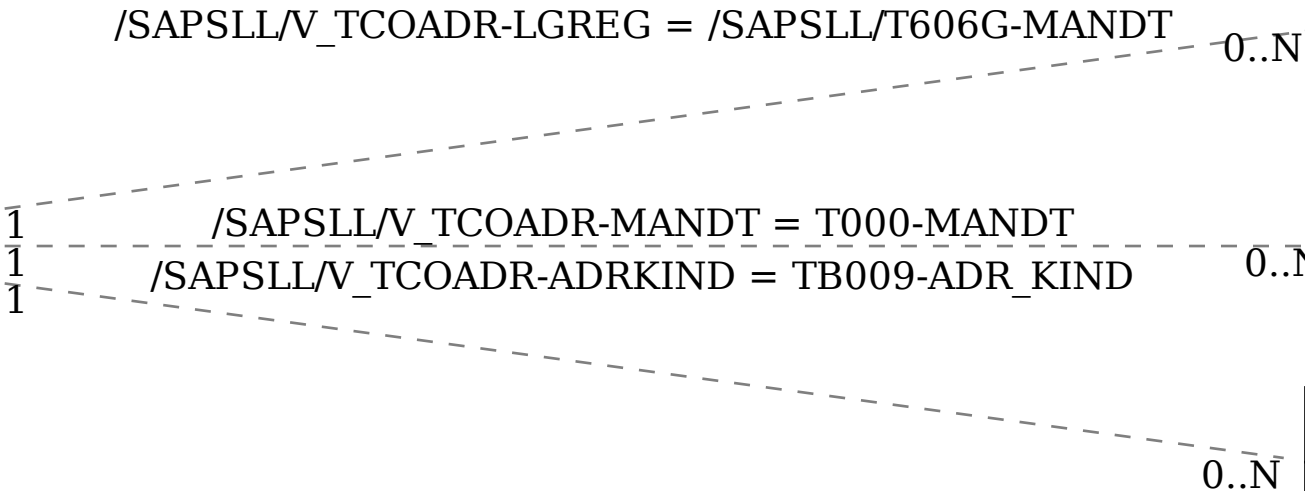 /SAPSLL/V_TCOADR-LGREG = /SAPSLL/T606G-MANDT
0..N
1
/SAPSLL/V_TCOADR-MANDT = T000-MANDT
1
0..N
/SAPSLL/V_TCOADR-ADRKIND = TB009-ADR_KIND
1
0..N